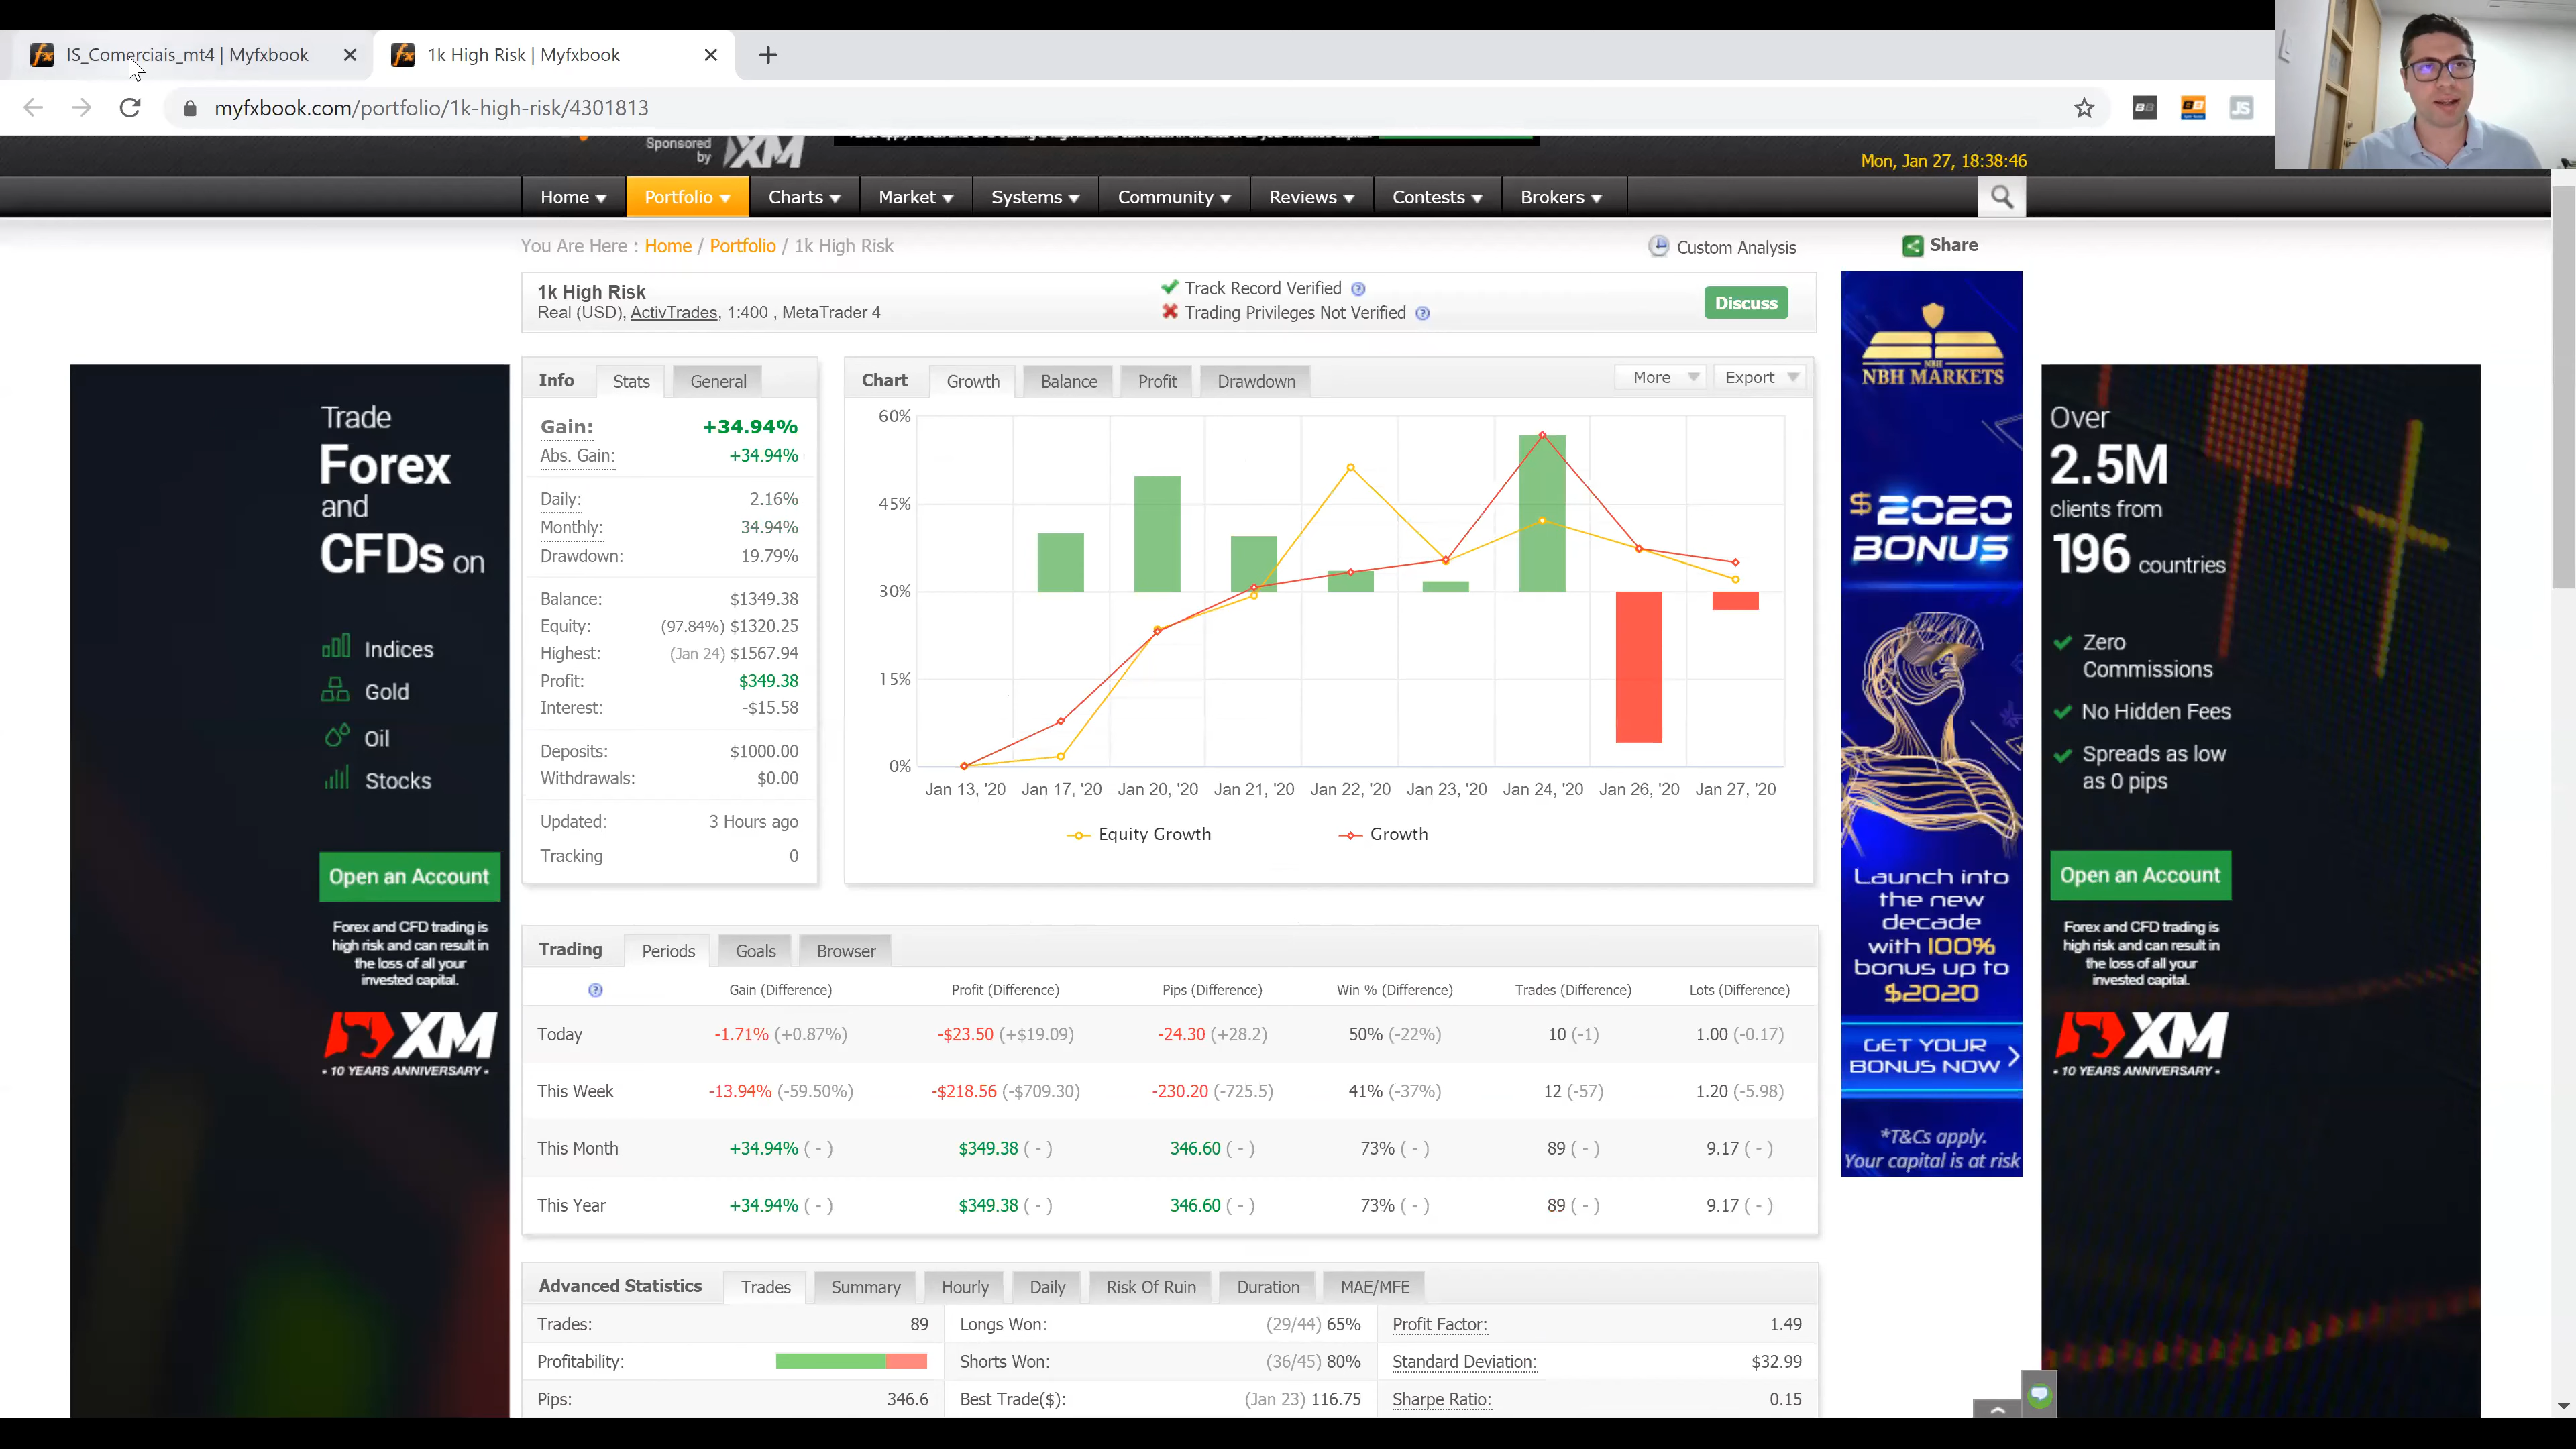 IS_Comerciais_mt4 | Myfxbook
1k High Risk | Myfxbook
myfxbook.com/portfolio/1k-high-risk/4301813
Sponsored by XM
Mon, Jan 27, 18:38:46
Home Portfolio Charts Market Systems Community Reviews Contests Brokers
You Are Here : Home / Portfolio / 1k High Risk
Custom Analysis
Share
1k High Risk
Real (USD), ActivTrades, 1:400 , MetaTrader 4
Track Record Verified
Trading Privileges Not Verified
Discuss
Info Stats General
Gain: +34.94%
Abs. Gain: +34.94%
Daily: 2.16%
Monthly: 34.94%
Drawdown: 19.79%
Balance: $1349.38
Equity: (97.84%) $1320.25
Highest: (Jan 24) $1567.94
Profit: $349.38
Interest: -$15.58
Deposits: $1000.00
Withdrawals: $0.00
Updated: 3 Hours ago
Tracking 0
Chart Growth Balance Profit Drawdown More Export
60%
45%
30%
15%
0%
Jan 13, '20 Jan 17, '20 Jan 20, '20 Jan 21, '20 Jan 22, '20 Jan 23, '20 Jan 24, '20 Jan 26, '20 Jan 27, '20
Equity Growth Growth
Trading Periods Goals Browser
Gain (Difference) Profit (Difference) Pips (Difference) Win % (Difference) Trades (Difference) Lots (Difference)
Today -1.71% (+0.87%) -$23.50 (+$19.09) -24.30 (+28.2) 50% (-22%) 10 (-1) 1.00 (-0.17)
This Week -13.94% (-59.50%) -$218.56 (-$709.30) -230.20 (-725.5) 41% (-37%) 12 (-57) 1.20 (-5.98)
This Month +34.94% ( - ) $349.38 ( - ) 346.60 ( - ) 73% ( - ) 89 ( - ) 9.17 ( - )
This Year +34.94% ( - ) $349.38 ( - ) 346.60 ( - ) 73% ( - ) 89 ( - ) 9.17 ( - )
Advanced Statistics Trades Summary Hourly Daily Risk Of Ruin Duration MAE/MFE
Trades: 89 Longs Won: (29/44) 65% Profit Factor: 1.49
Profitability: Shorts Won: (36/45) 80% Standard Deviation: $32.99
Pips: 346.6 Best Trade($): (Jan 23) 116.75 Sharpe Ratio: 0.15
Trade
Forex
and
CFDs on
Indices
Gold
Oil
Stocks
Open an Account
Forex and CFD trading is
high risk and can result in
the loss of all your
invested capital.
XM
• 10 YEARS ANNIVERSARY •
NBH
NBH MARKETS
$2020
BONUS
Launch into
the new
decade
with 100%
bonus up to
$2020
GET YOUR
BONUS NOW
*T&Cs apply.
Your capital is at risk
Over
2.5M
clients from
196 countries
Zero
Commissions
No Hidden Fees
Spreads as low
as 0 pips
Open an Account
Forex and CFD trading is
high risk and can result in
the loss of all your
invested capital.
XM
• 10 YEARS ANNIVERSARY •
JS